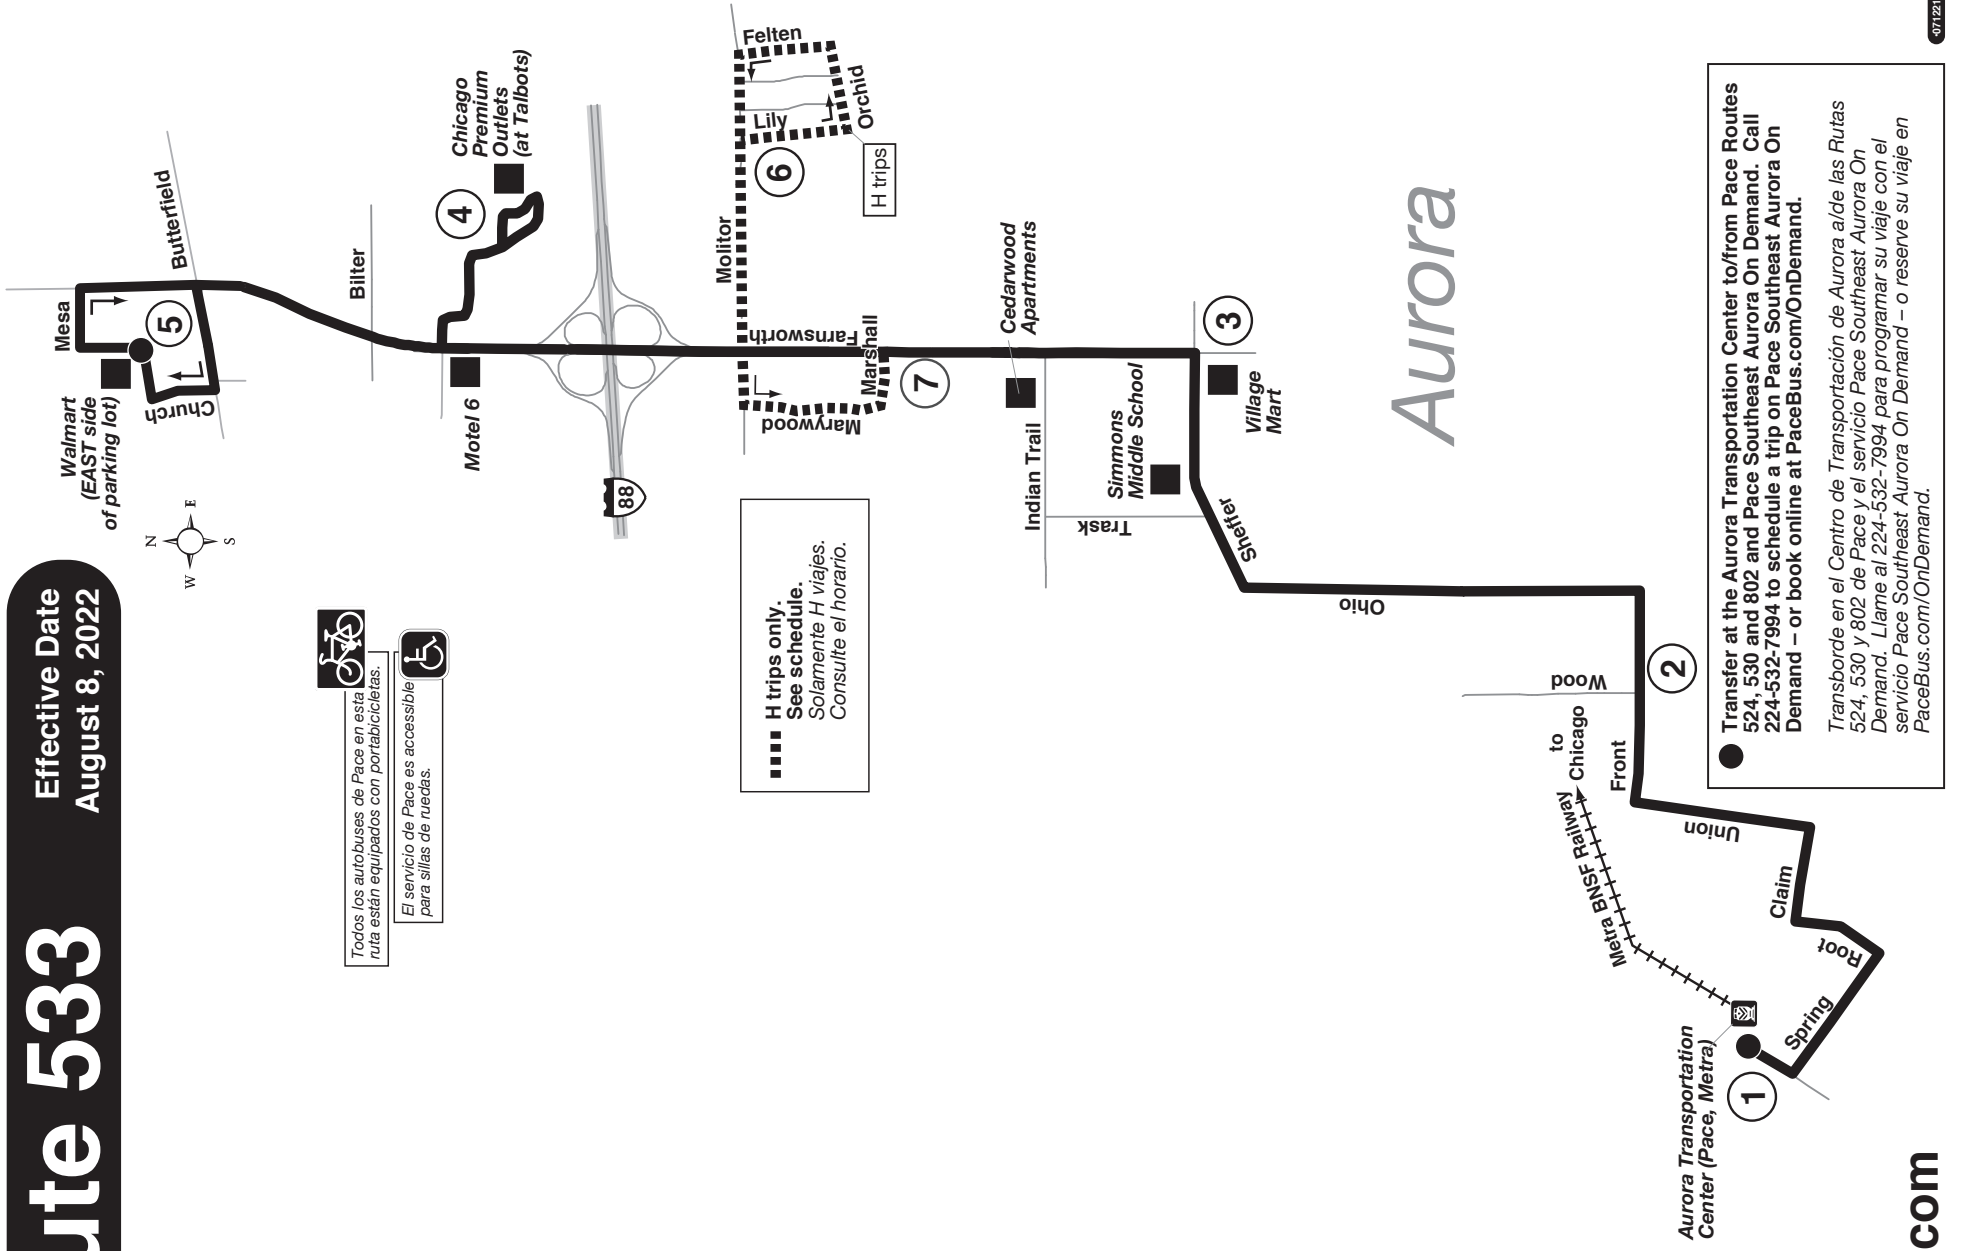 ute 533
Effective Date
August 8, 2022
Walmart
(EAST side
of parking lot)
Mesa
5
Church
Butterfield
N
E
S
W
Bilter
4
Chicago
Premium
Outlets
(at Talbots)
Motel 6
Todos los autobuses de Pace en esta
ruta están equipados con portabicicletas.
El servicio de Pace es accessible
para sillas de ruedas.
88
Molitor
Felten
Lily
Orchid
6
H trips
Farnsworth
Marshall
Marywood
7
H trips only.
See schedule.
Solamente H viajes.
Consulte el horario.
Cedarwood
Apartments
Indian Trail
Trask
Simmons
Middle School
3
Village
Mart
Sheffer
Aurora
Ohio
Wood
2
Front
to
Chicago
Metra BNSF Railway
Union
Claim
Root
Spring
Aurora Transportation
Center (Pace, Metra)
1
Transfer at the Aurora Transportation Center to/from Pace Routes
524, 530 and 802 and Pace Southeast Aurora On Demand. Call
224-532-7994 to schedule a trip on Pace Southeast Aurora On
Demand – or book online at PaceBus.com/OnDemand.
Transborde en el Centro de Transportación de Aurora a/de las Rutas
524, 530 y 802 de Pace y el servicio Pace Southeast Aurora On
Demand. Llame al 224-532-7994 para programar su viaje con el
servicio Pace Southeast Aurora On Demand – o reserve su viaje en
PaceBus.com/OnDemand.
com
-071221